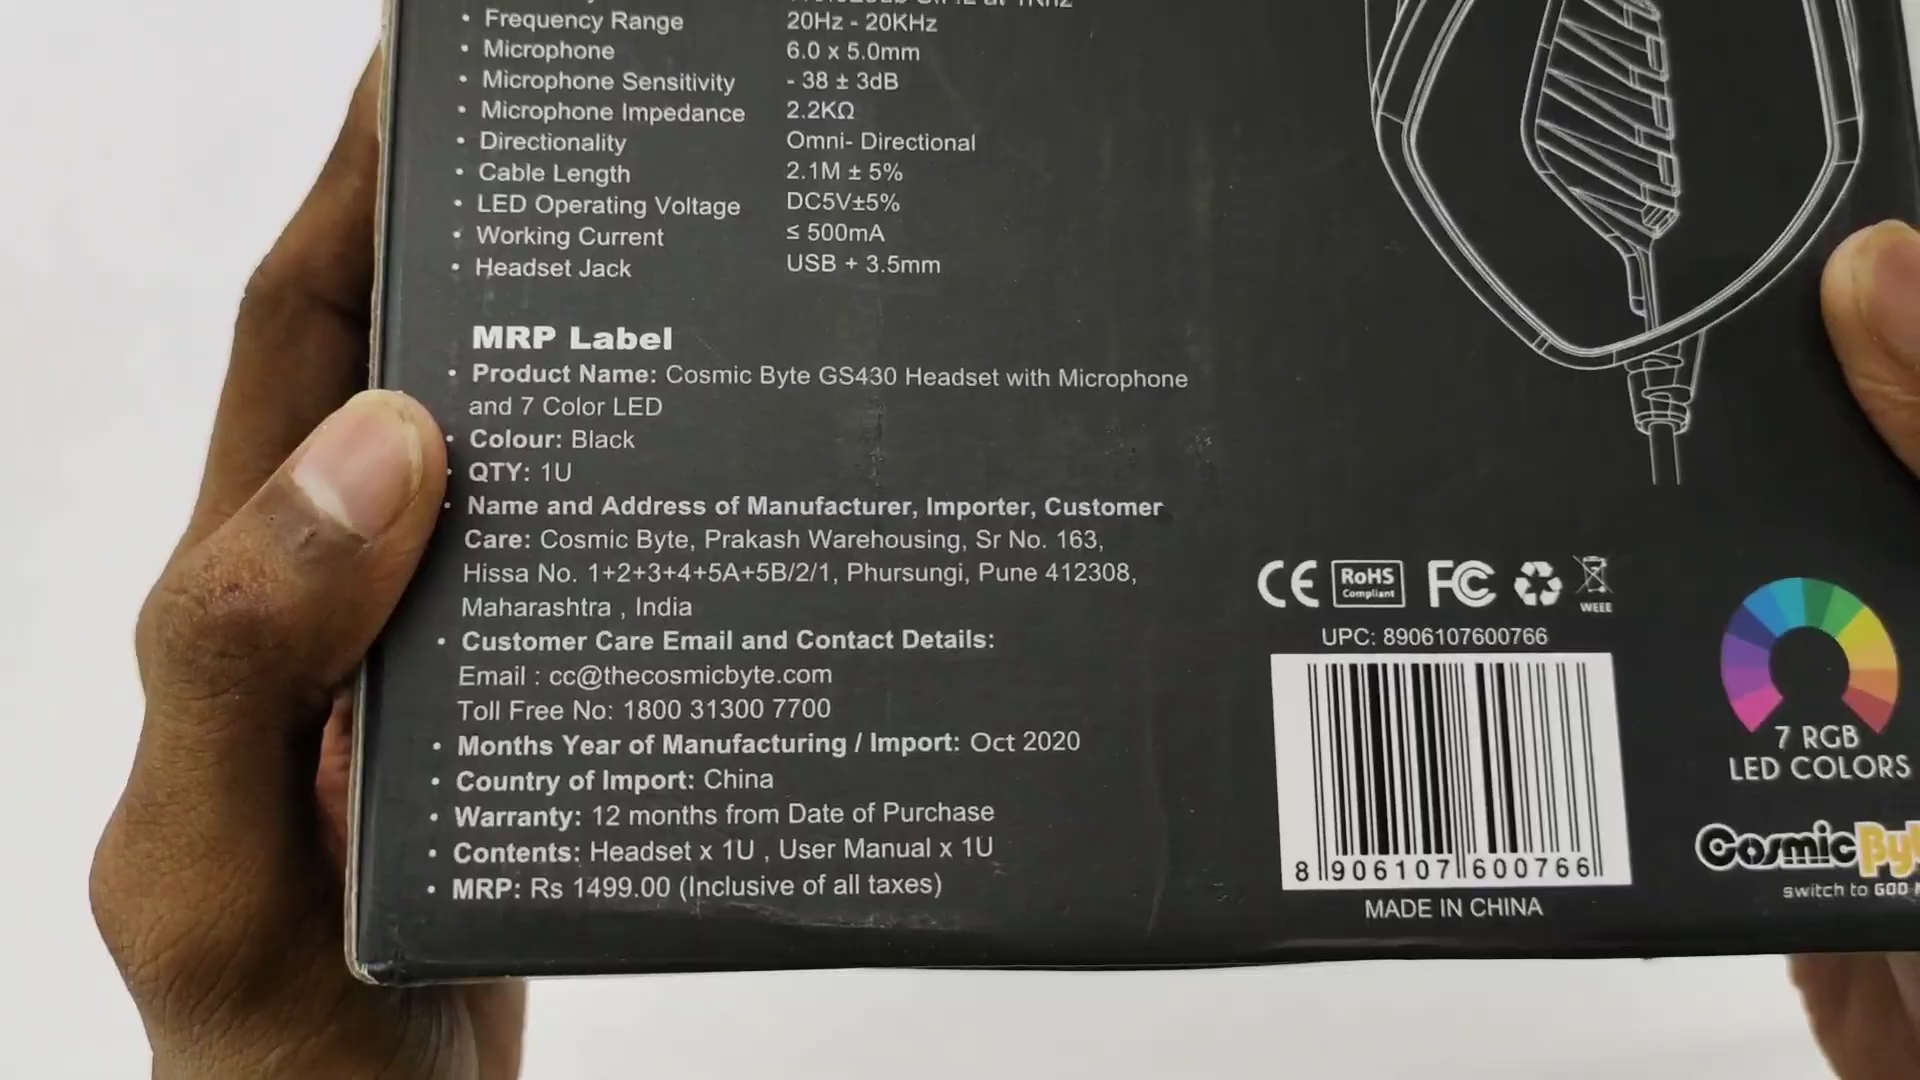 Frequency Range 20Hz - 20KHz
Microphone 6.0 x 5.0mm
Microphone Sensitivity - 38 ± 3dB
Microphone Impedance 2.2KΩ
Directionality Omni- Directional
Cable Length 2.1M ± 5%
LED Operating Voltage DC5V±5%
Working Current ≤ 500mA
Headset Jack USB + 3.5mm
MRP Label
Product Name: Cosmic Byte GS430 Headset with Microphone
and 7 Color LED
Colour: Black
QTY: 1U
Name and Address of Manufacturer, Importer, Customer
Care: Cosmic Byte, Prakash Warehousing, Sr No. 163,
Hissa No. 1+2+3+4+5A+5B/2/1, Phursungi, Pune 412308,
Maharashtra , India
Customer Care Email and Contact Details:
Email : cc@thecosmicbyte.com
Toll Free No: 1800 31300 7700
Months Year of Manufacturing / Import: Oct 2020
Country of Import: China
Warranty: 12 months from Date of Purchase
Contents: Headset x 1U , User Manual x 1U
MRP: Rs 1499.00 (Inclusive of all taxes)
CE RoHS Compliant FC WEEE
UPC: 8906107600766
8 906107 600766
MADE IN CHINA
7 RGB
LED COLORS
Cosmic
switch to